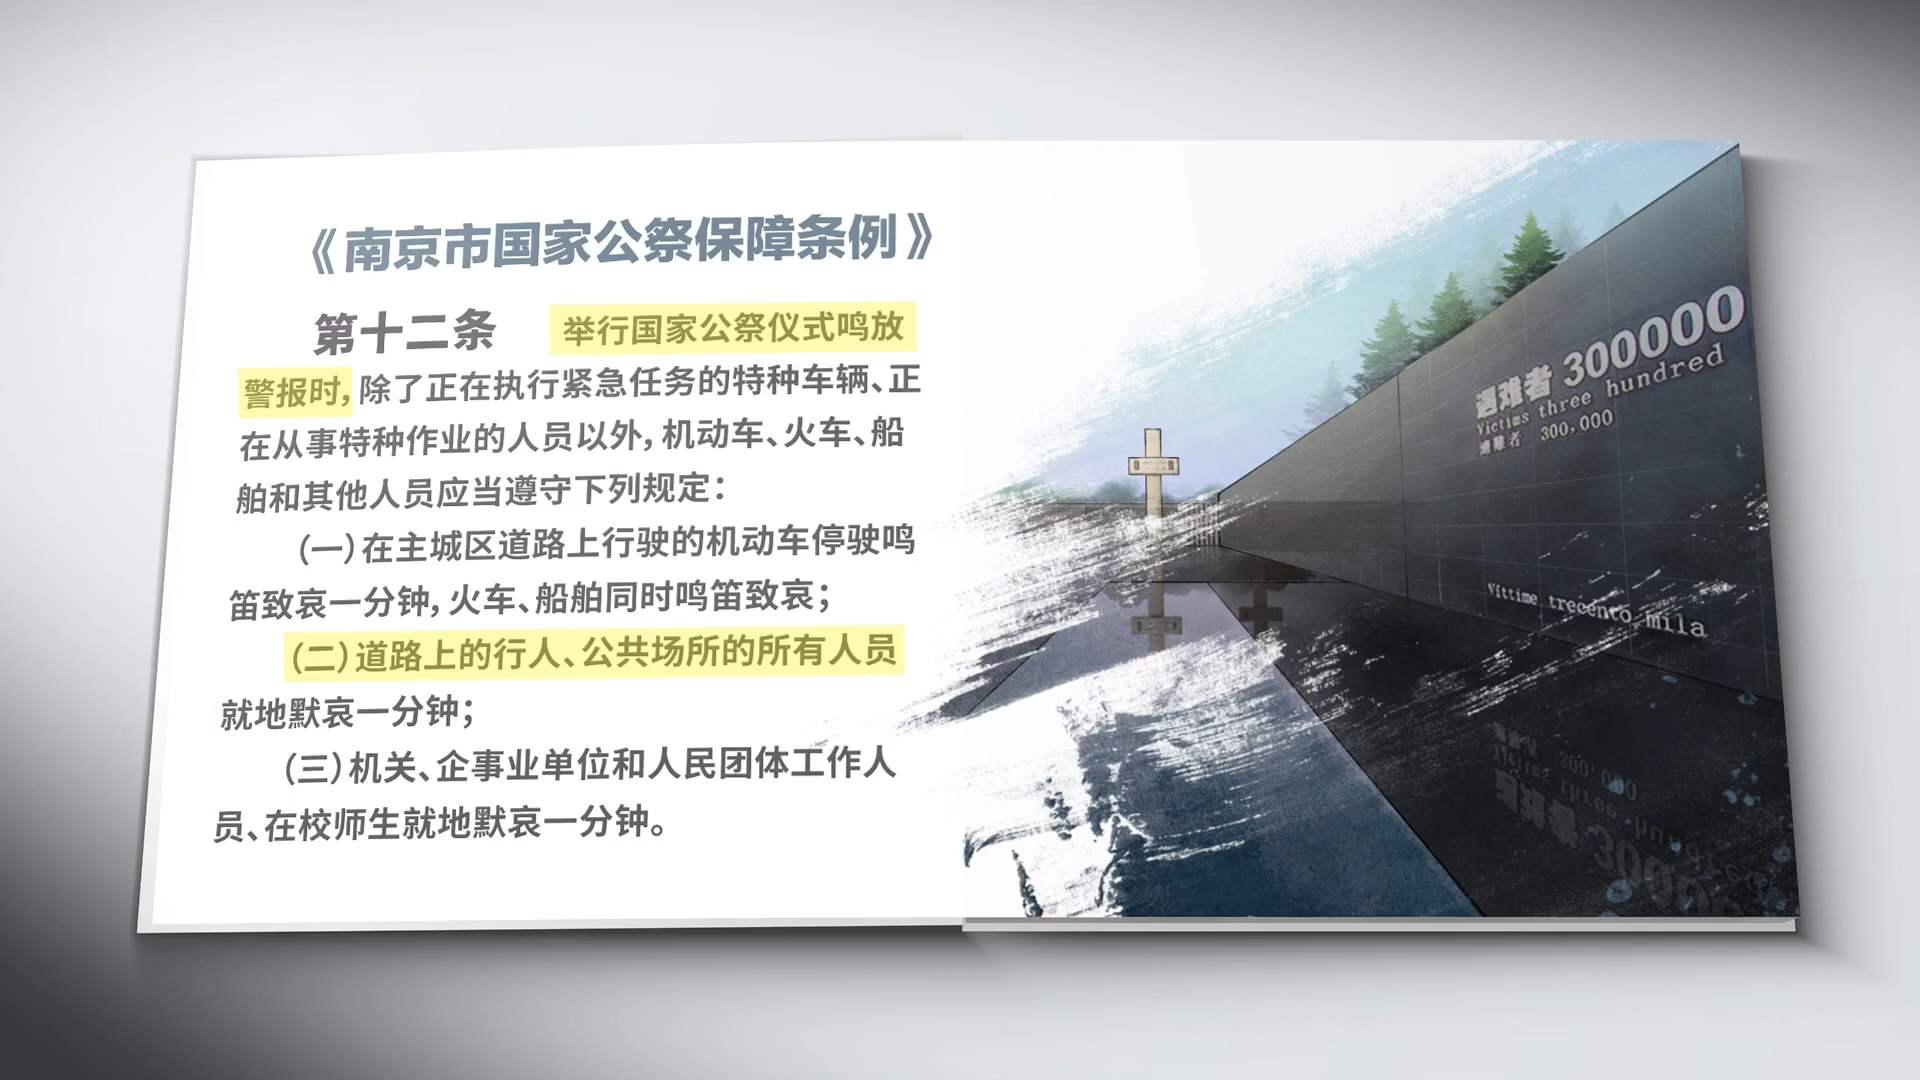 《南京市国家公祭保障条例》
第十二条 举行国家公祭仪式鸣放
警报时,除了正在执行紧急任务的特种车辆、正
在从事特种作业的人员以外,机动车、火车、船
舶和其他人员应当遵守下列规定:
(一)在主城区道路上行驶的机动车停驶鸣
笛致哀一分钟,火车、船舶同时鸣笛致哀;
(二)道路上的行人、公共场所的所有人员
就地默哀一分钟;
(三)机关、企事业单位和人民团体工作人
员、在校师生就地默哀一分钟。
遇难者 300000
Victims three hundred
遭難者 300,000
Vittime trecento mila